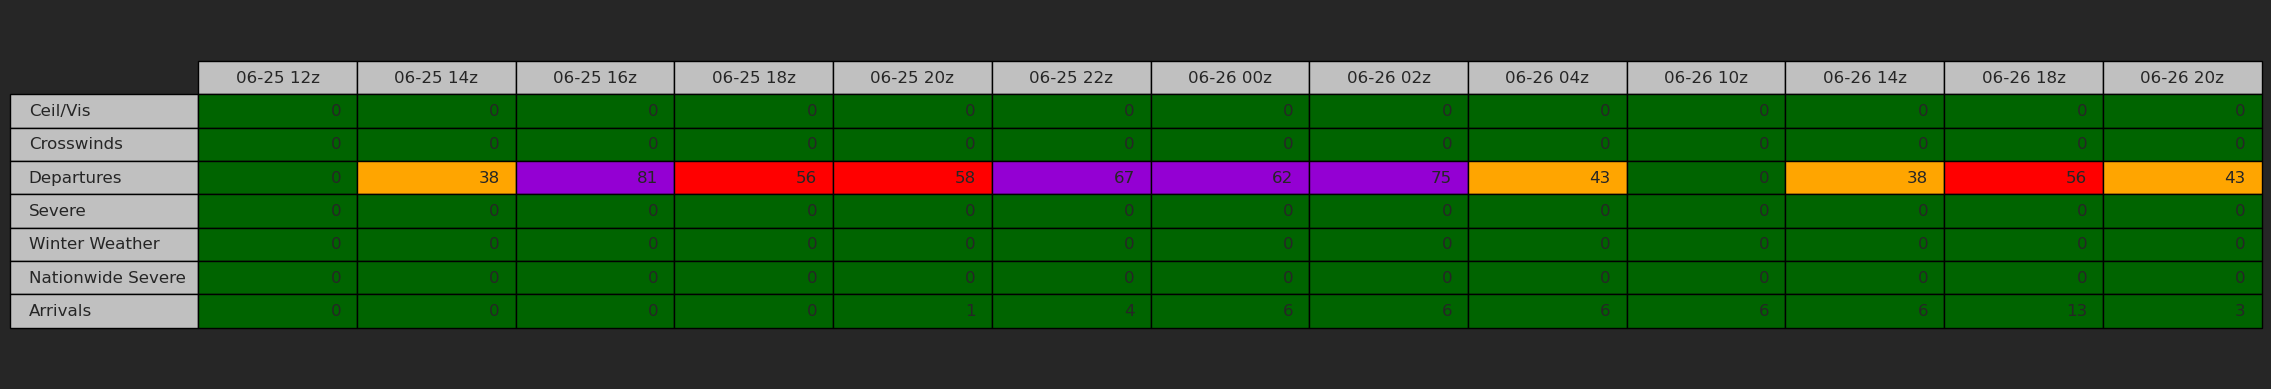 06-25 12z 06-25 14z 06-25 16z 06-25 18z 06-25 20z 06-25 22z 06-26 00z 06-26 02z 06-26 04z 06-26 10z 06-26 14z 06-26 18z 06-26 20z
Ceil/Vis 0 0 0 0 0 0 0 0 0 0 0 0 0
Crosswinds 0 0 0 0 0 0 0 0 0 0 0 0 0
Departures 0 38 81 56 58 67 62 75 43 0 38 56 43
Severe 0 0 0 0 0 0 0 0 0 0 0 0 0
Winter Weather 0 0 0 0 0 0 0 0 0 0 0 0 0
Nationwide Severe 0 0 0 0 0 0 0 0 0 0 0 0 0
Arrivals 0 0 0 0 1 4 6 6 6 6 6 13 3